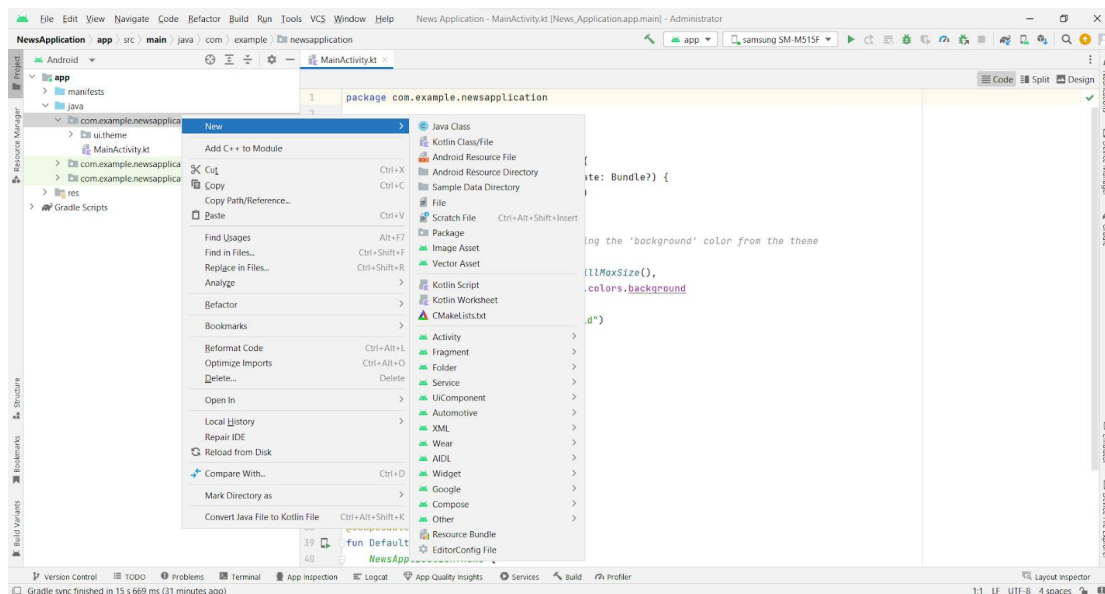 File Edit View Navigate Code Refactor Build Run Tools VCS Window Help News Application - MainActivity.kt [News_Application.app.main] - Administrator
NewsApplication app src main java com example newsapplication app samsung SM-M515F
Project
Android
MainActivity.kt
Code Split Design
app
manifests
java
com.example.newsapplica
ui.theme
MainActivity.kt
com.example.newsapplica
com.example.newsapplica
res
Gradle Scripts
Resource Manager
Structure
Bookmarks
Build Variants
1 package com.example.newsapplication
2
New
Add C++ to Module
Cut Ctrl+X
Copy Ctrl+C
Copy Path/Reference...
Paste Ctrl+V
Find Usages Alt+F7
Find in Files... Ctrl+Shift+F
Replace in Files... Ctrl+Shift+R
Analyze
Refactor
Bookmarks
Reformat Code Ctrl+Alt+L
Optimize Imports Ctrl+Alt+O
Delete... Delete
Open In
Local History
Repair IDE
Reload from Disk
Compare With... Ctrl+D
Mark Directory as
Convert Java File to Kotlin File Ctrl+Alt+Shift+K
Java Class
Kotlin Class/File
Android Resource File
Android Resource Directory
Sample Data Directory
File
Scratch File Ctrl+Alt+Shift+Insert
Package
Image Asset
Vector Asset
Kotlin Script
Kotlin Worksheet
CMakeLists.txt
Activity
Fragment
Folder
Service
UiComponent
Automotive
XML
Wear
AIDL
Widget
Google
Compose
Other
Resource Bundle
EditorConfig File
{
ate: Bundle?) {
)
ing the 'background' color from the theme
illMaxSize(),
.colors.background
.d")
39 fun Default
40
Version Control TODO Problems Terminal App Inspection Logcat App Quality Insights Services Build Profiler Layout Inspector
Gradle sync finished in 15 s 669 ms (31 minutes ago) 1:1 LF UTF-8 4 spaces